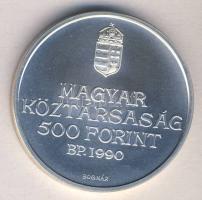 MAGYAR
KÖZTÁRSASÁG
500 FORINT
BP. 1990
BOGNÁR